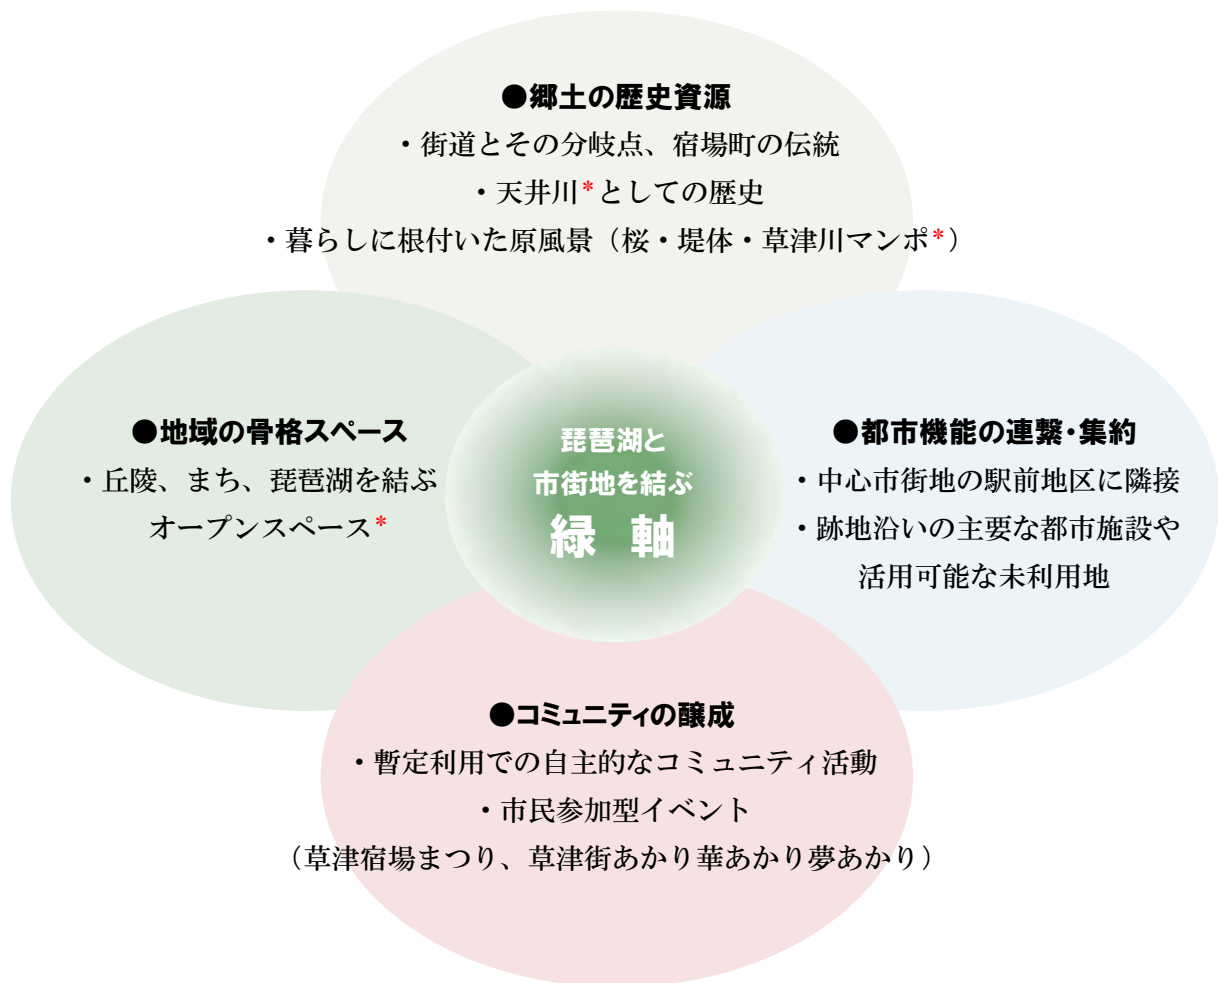 ●郷土の歴史資源
・街道とその分岐点、宿場町の伝統
・天井川*としての歴史
・暮らしに根付いた原風景（桜・堤体・草津川マンポ*）
●地域の骨格スペース
・丘陵、まち、琵琶湖を結ぶ
オープンスペース*
琵琶湖と
市街地を結ぶ
緑 軸
●都市機能の連繋・集約
・中心市街地の駅前地区に隣接
・跡地沿いの主要な都市施設や
活用可能な未利用地
●コミュニティの醸成
・暫定利用での自主的なコミュニティ活動
・市民参加型イベント
（草津宿場まつり、草津街あかり華あかり夢あかり）